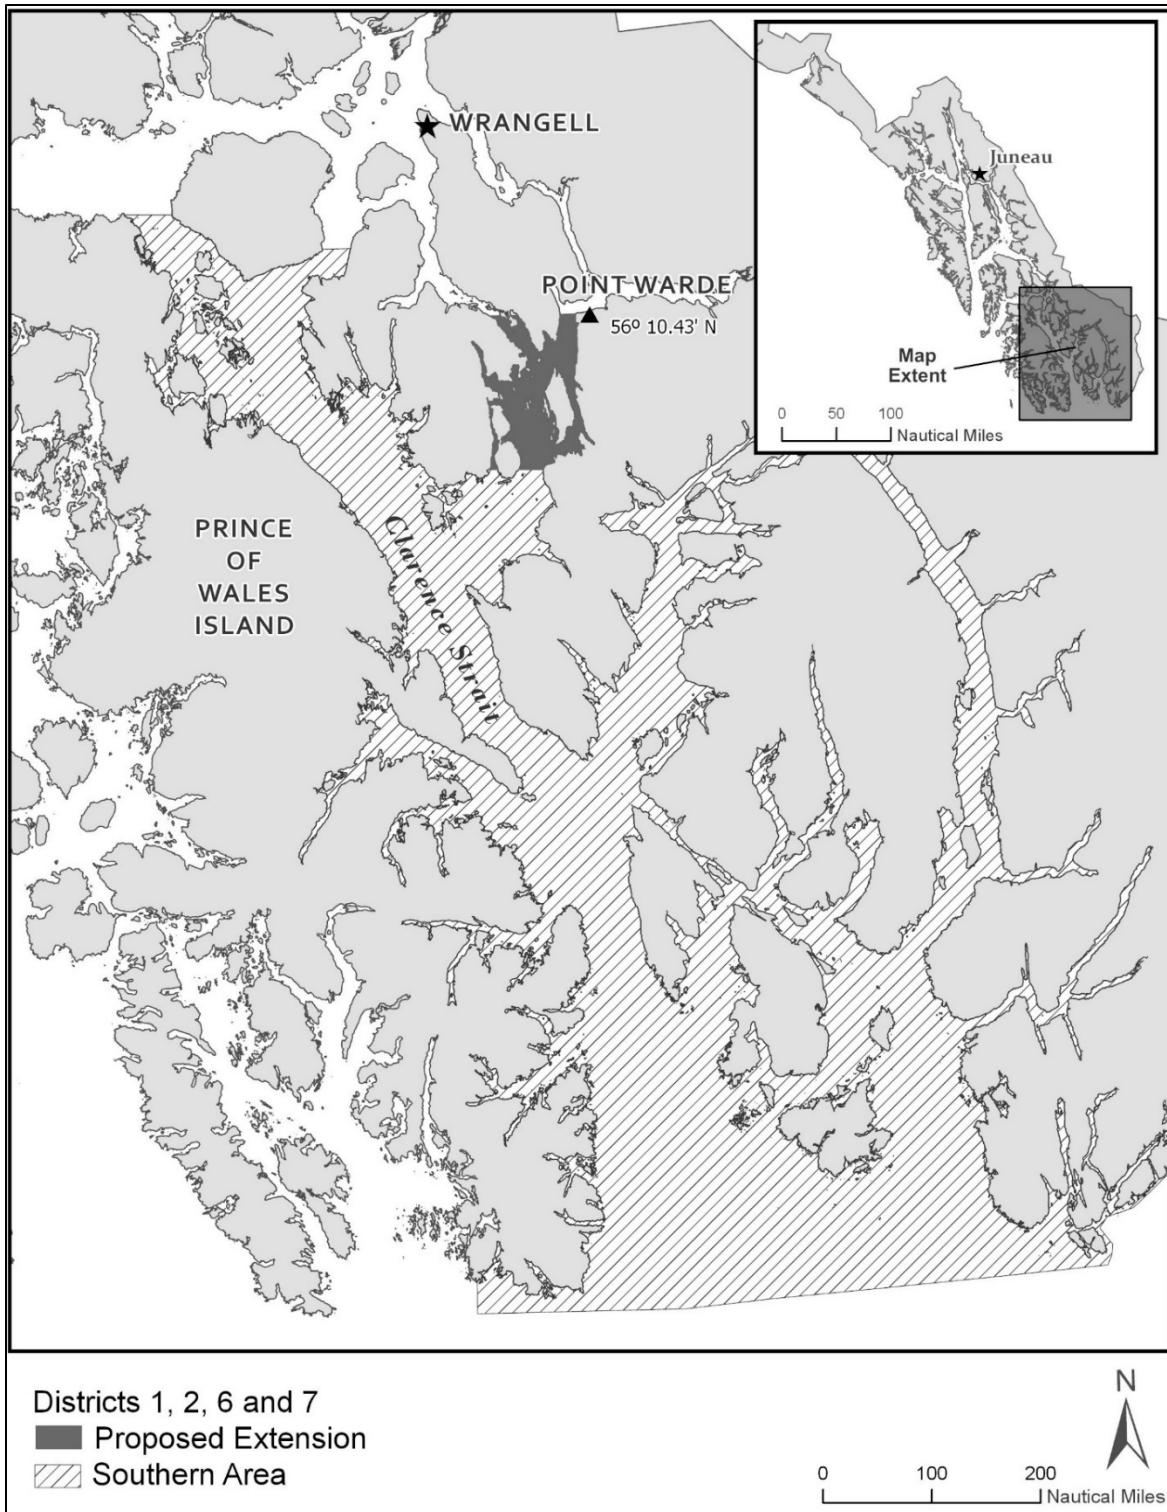 WRANGELL
Juneau
POINT WARDE
56º 10.43' N
Map
Extent
0 50 100
Nautical Miles
PRINCE
OF
WALES
ISLAND
Clarence Strait
Districts 1, 2, 6 and 7
Proposed Extension
Southern Area
N
0 100 200
Nautical Miles